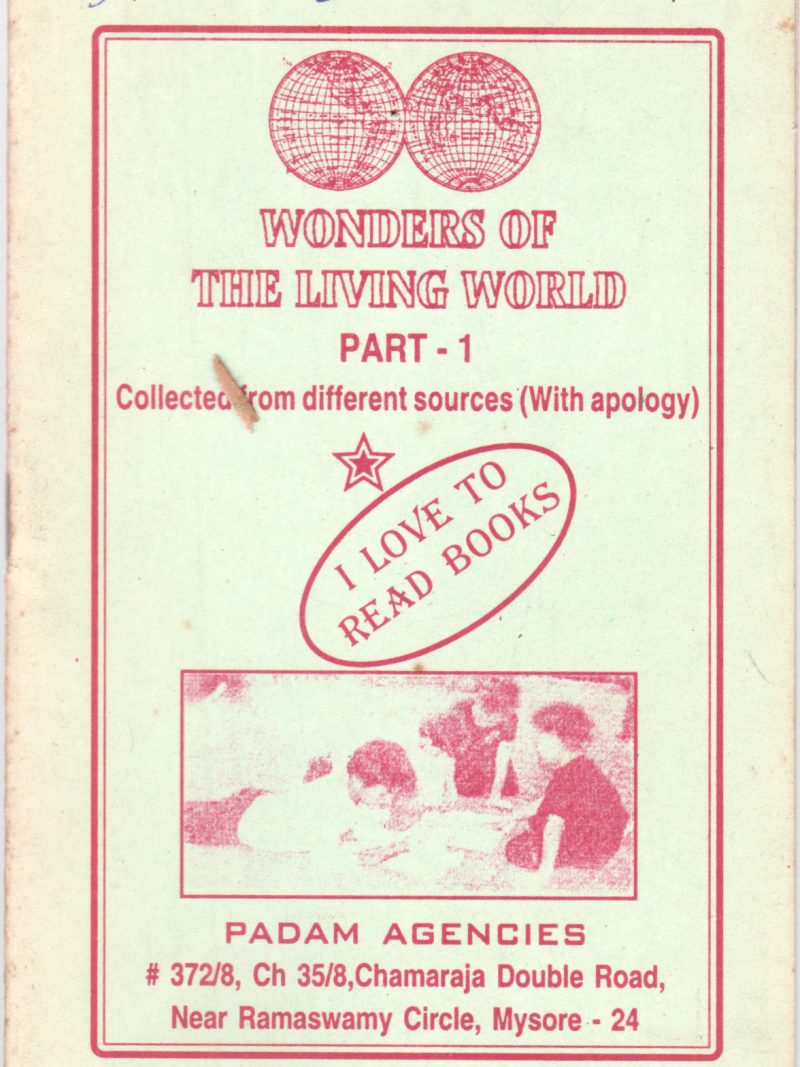 WONDERS OF
THE LIVING WORLD
PART - 1
Collected from different sources (With apology)
I LOVE TO
READ BOOKS
PADAM AGENCIES
# 372/8, Ch 35/8,Chamaraja Double Road,
Near Ramaswamy Circle, Mysore - 24